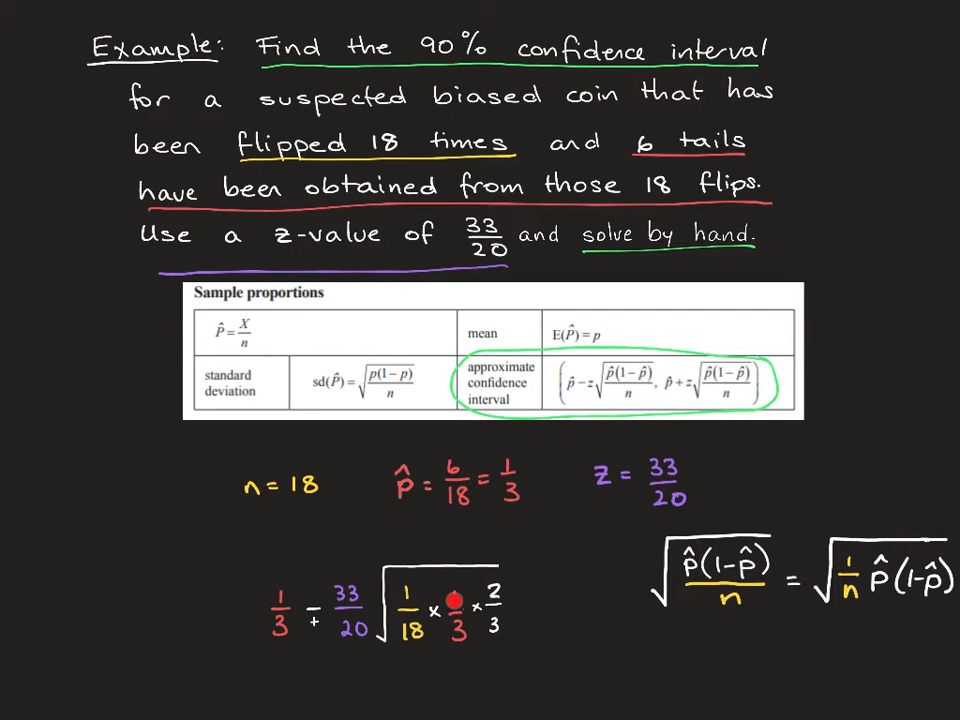 Example: Find the 90% confidence interval
for a suspected biased coin that has
been flipped 18 times and 6 tails
have been obtained from those 18 flips.
Use a z-value of 33/20 and solve by hand.
Sample proportions
P̂ = X/n
mean
E(P̂) = p
standard deviation
sd(P̂) = √(p(1−p)/n)
approximate confidence interval
(p̂ − z√(p̂(1−p̂)/n), p̂ + z√(p̂(1−p̂)/n))
n = 18
p̂ = 6/18 = 1/3
z = 33/20
√(p̂(1-p̂)/n) = √(1/n p̂(1-p̂))
1/3 ∓ 33/20 √(1/18 × /3 × 2/3)